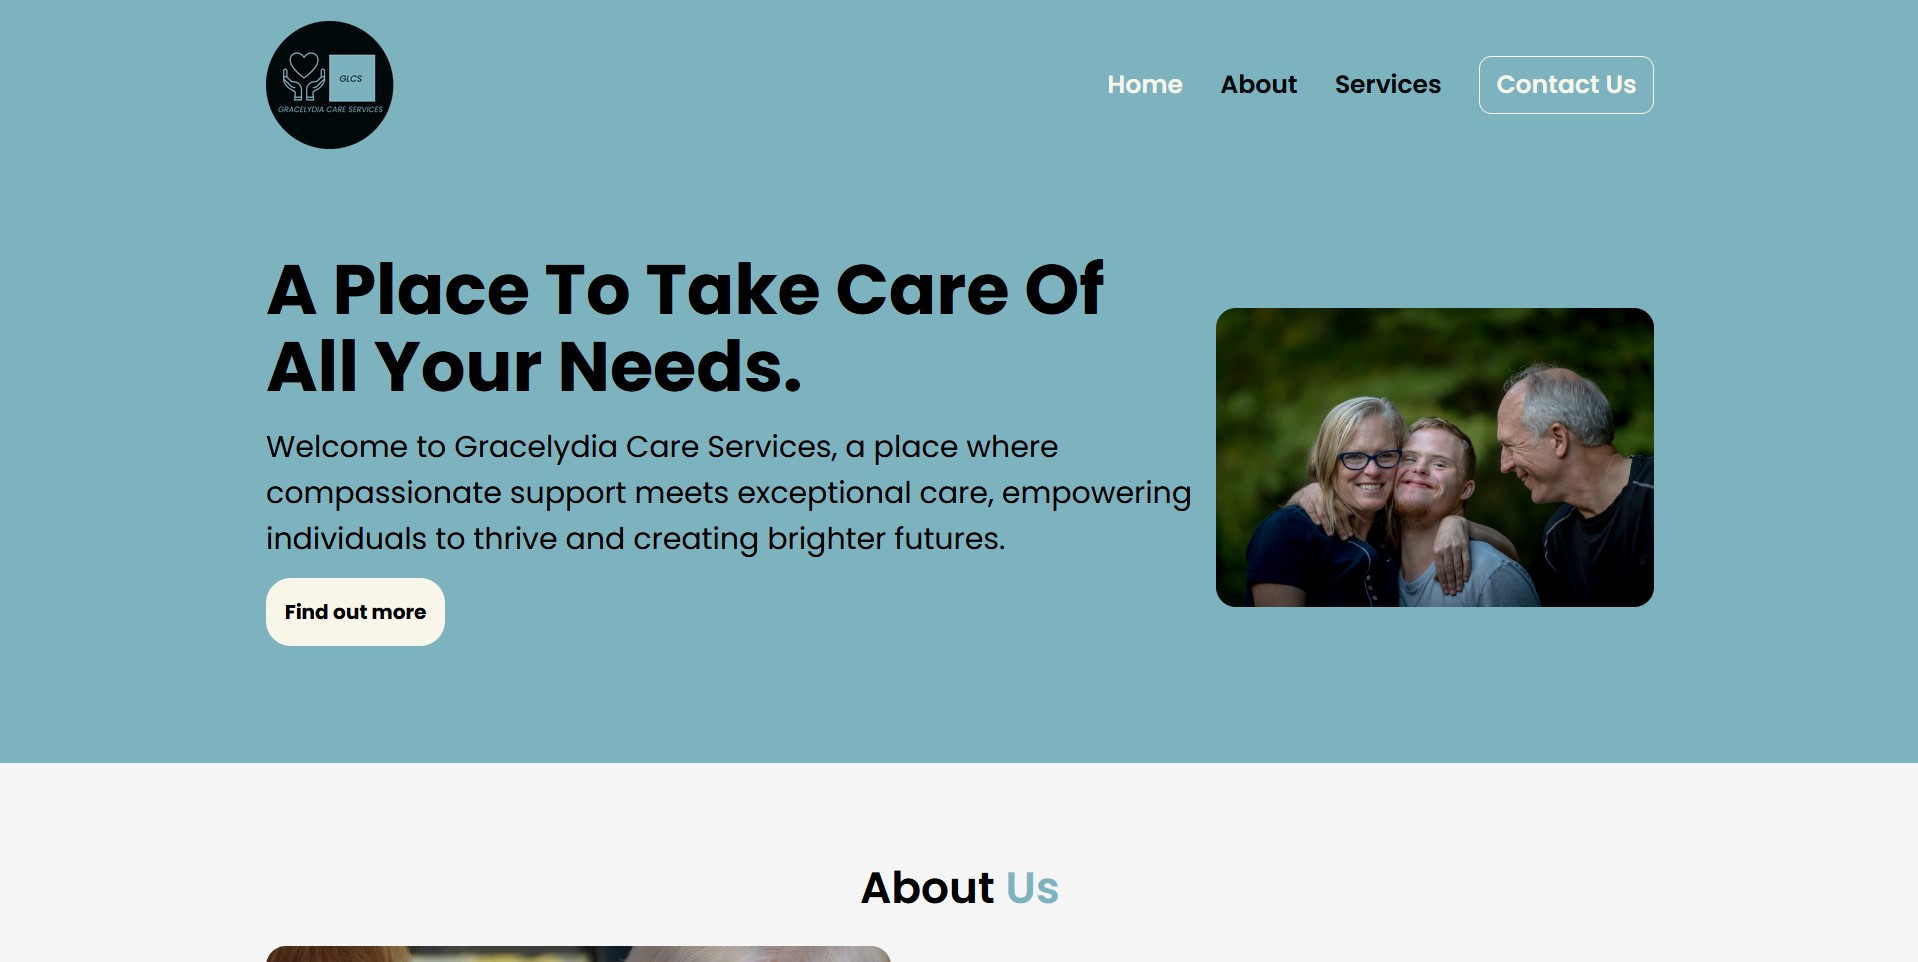 GLCS
GRACELYDIA CARE SERVICES
Home About Services Contact Us
A Place To Take Care Of
All Your Needs.
Welcome to Gracelydia Care Services, a place where
compassionate support meets exceptional care, empowering
individuals to thrive and creating brighter futures.
Find out more
About Us